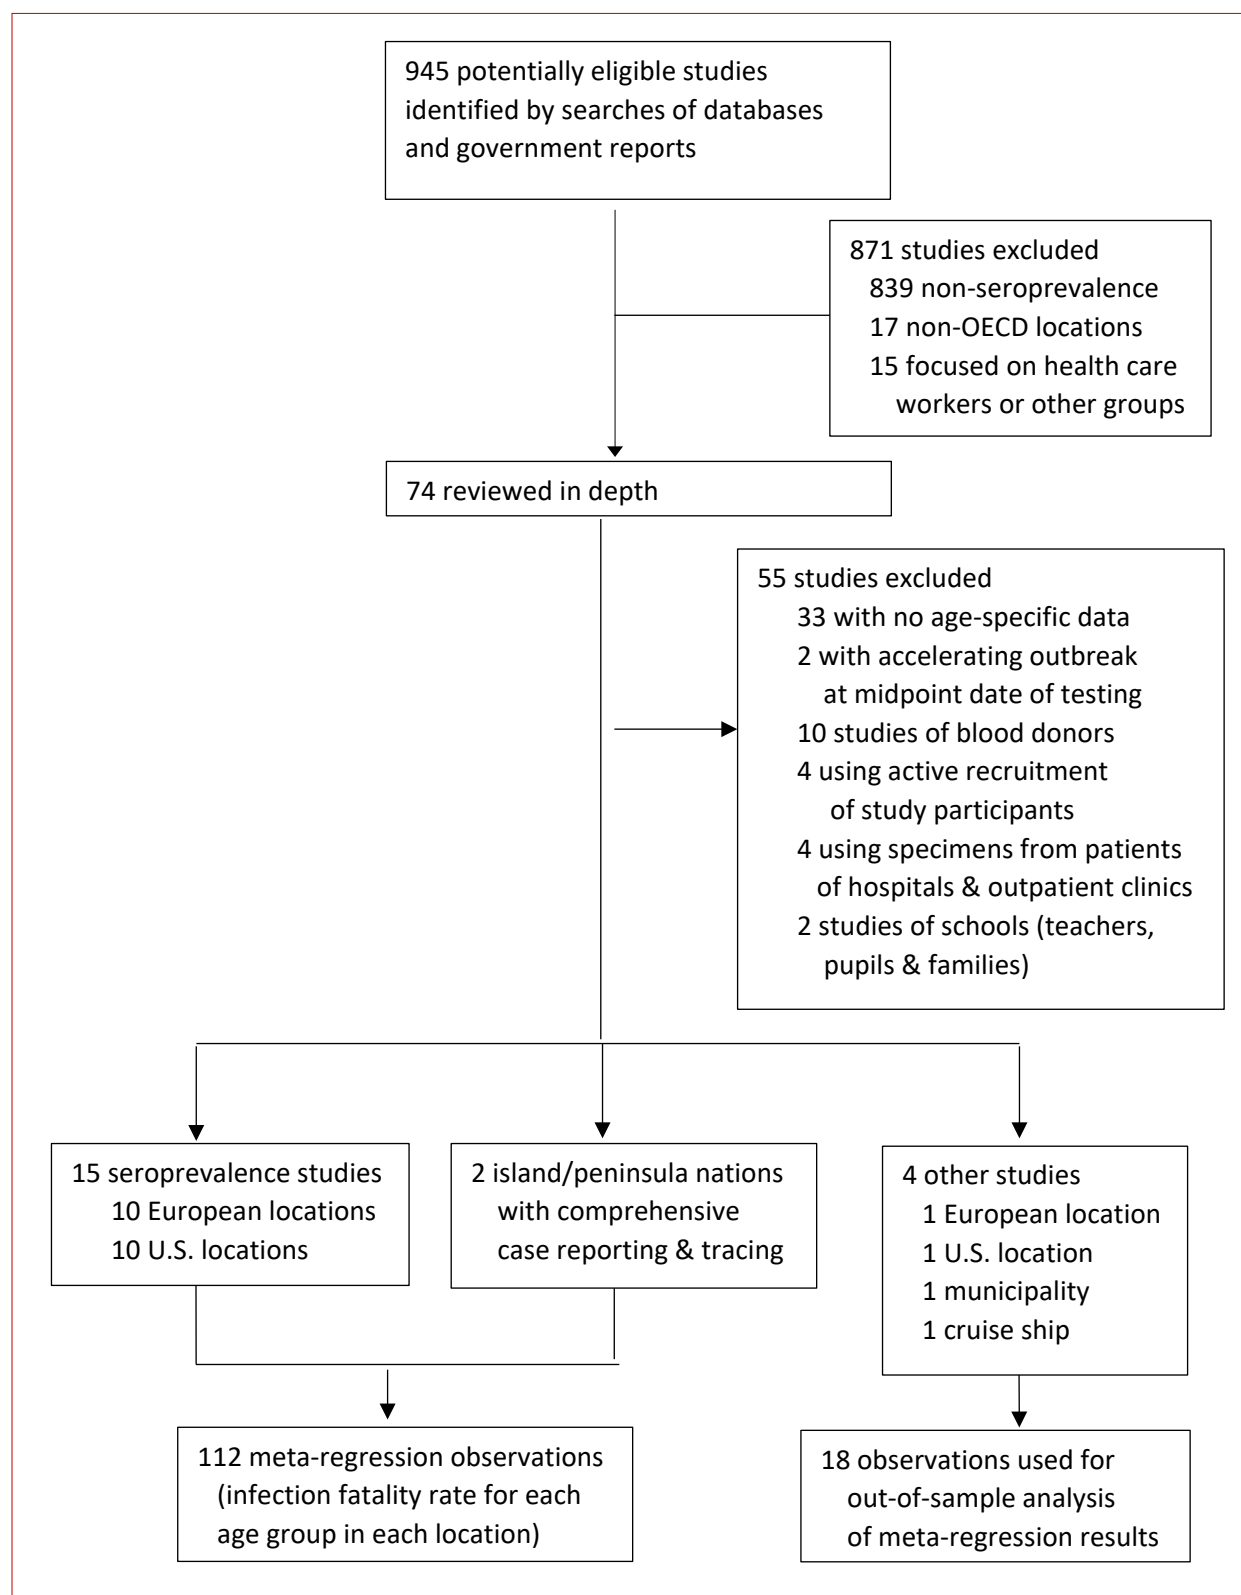 945 potentially eligible studies
identified by searches of databases
and government reports
871 studies excluded
839 non-seroprevalence
17 non-OECD locations
15 focused on health care
workers or other groups
74 reviewed in depth
55 studies excluded
33 with no age-specific data
2 with accelerating outbreak
at midpoint date of testing
10 studies of blood donors
4 using active recruitment
of study participants
4 using specimens from patients
of hospitals & outpatient clinics
2 studies of schools (teachers,
pupils & families)
15 seroprevalence studies
10 European locations
10 U.S. locations
2 island/peninsula nations
with comprehensive
case reporting & tracing
4 other studies
1 European location
1 U.S. location
1 municipality
1 cruise ship
112 meta-regression observations
(infection fatality rate for each
age group in each location)
18 observations used for
out-of-sample analysis
of meta-regression results